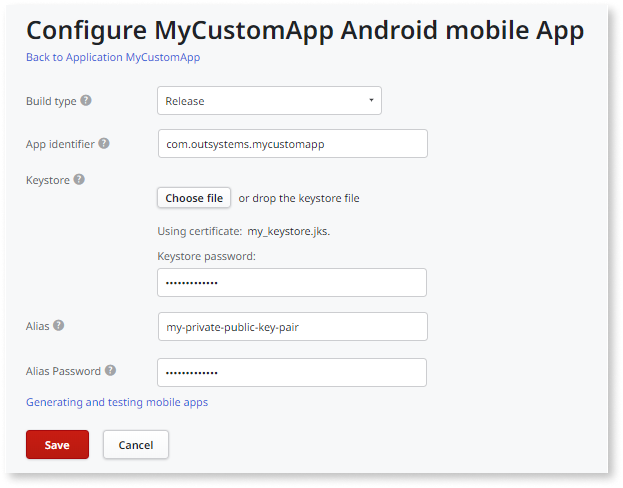 Configure MyCustomApp Android mobile App
Back to Application MyCustomApp
Build type ?
Release
App identifier ?
com.outsystems.mycustomapp
Keystore ?
Choose file or drop the keystore file
Using certificate: my_keystore.jks.
Keystore password:
•••••••••••••
Alias ?
my-private-public-key-pair
Alias Password ?
•••••••••••••
Generating and testing mobile apps
Save Cancel